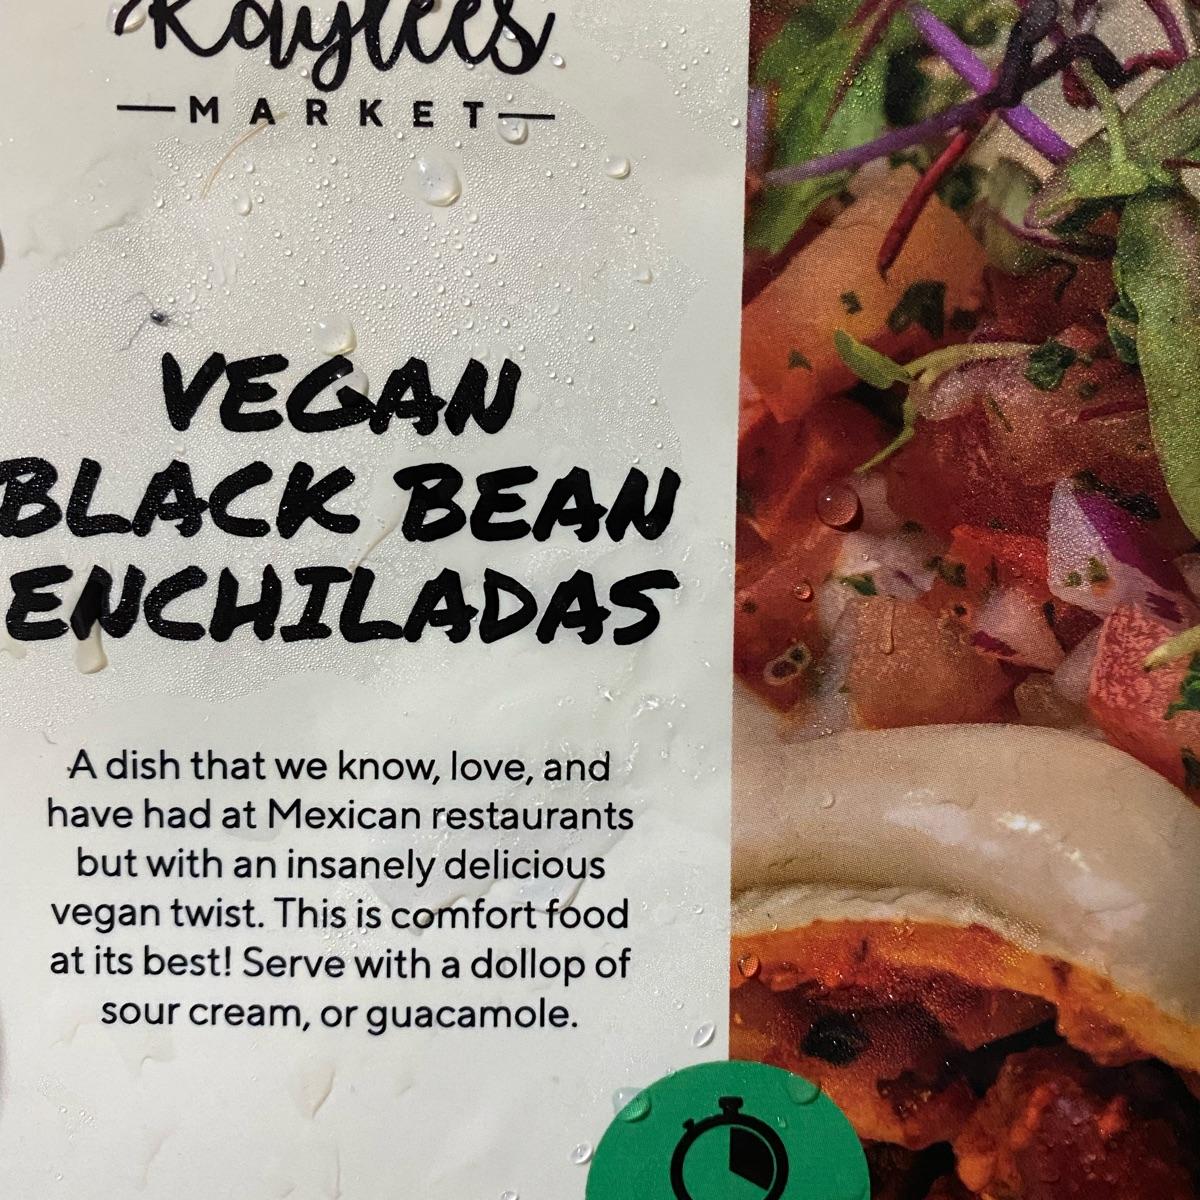 Kaylees
MARKET
VEGAN
BLACK BEAN
ENCHILADAS
A dish that we know, love, and
have had at Mexican restaurants
but with an insanely delicious
vegan twist. This is comfort food
at its best! Serve with a dollop of
sour cream, or guacamole.